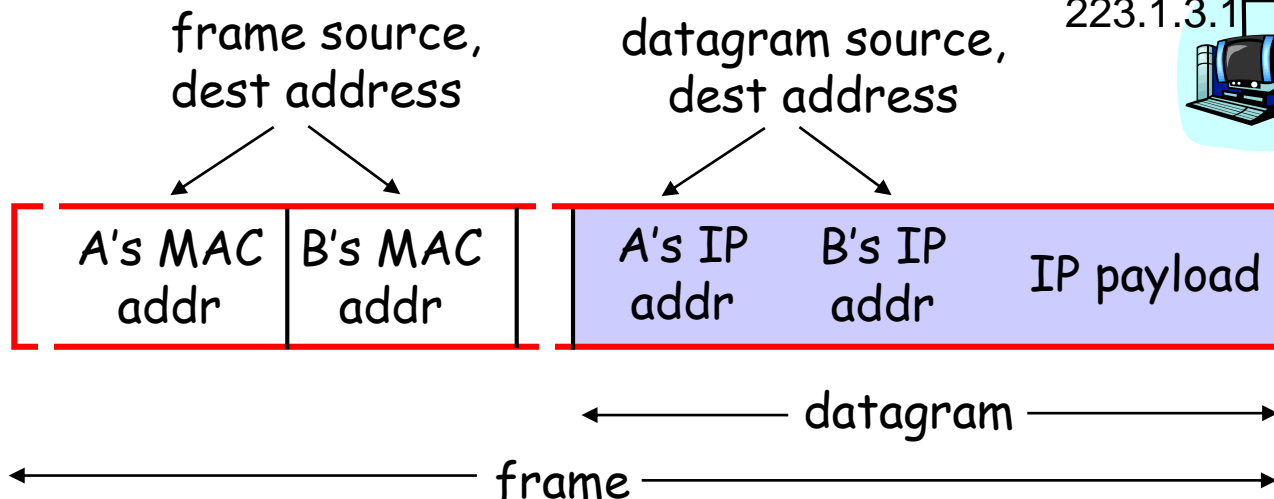 223.1.3.1
frame source,
dest address
datagram source,
dest address
A's MAC
addr
B's MAC
addr
A's IP
addr
B's IP
addr
IP payload
datagram
frame